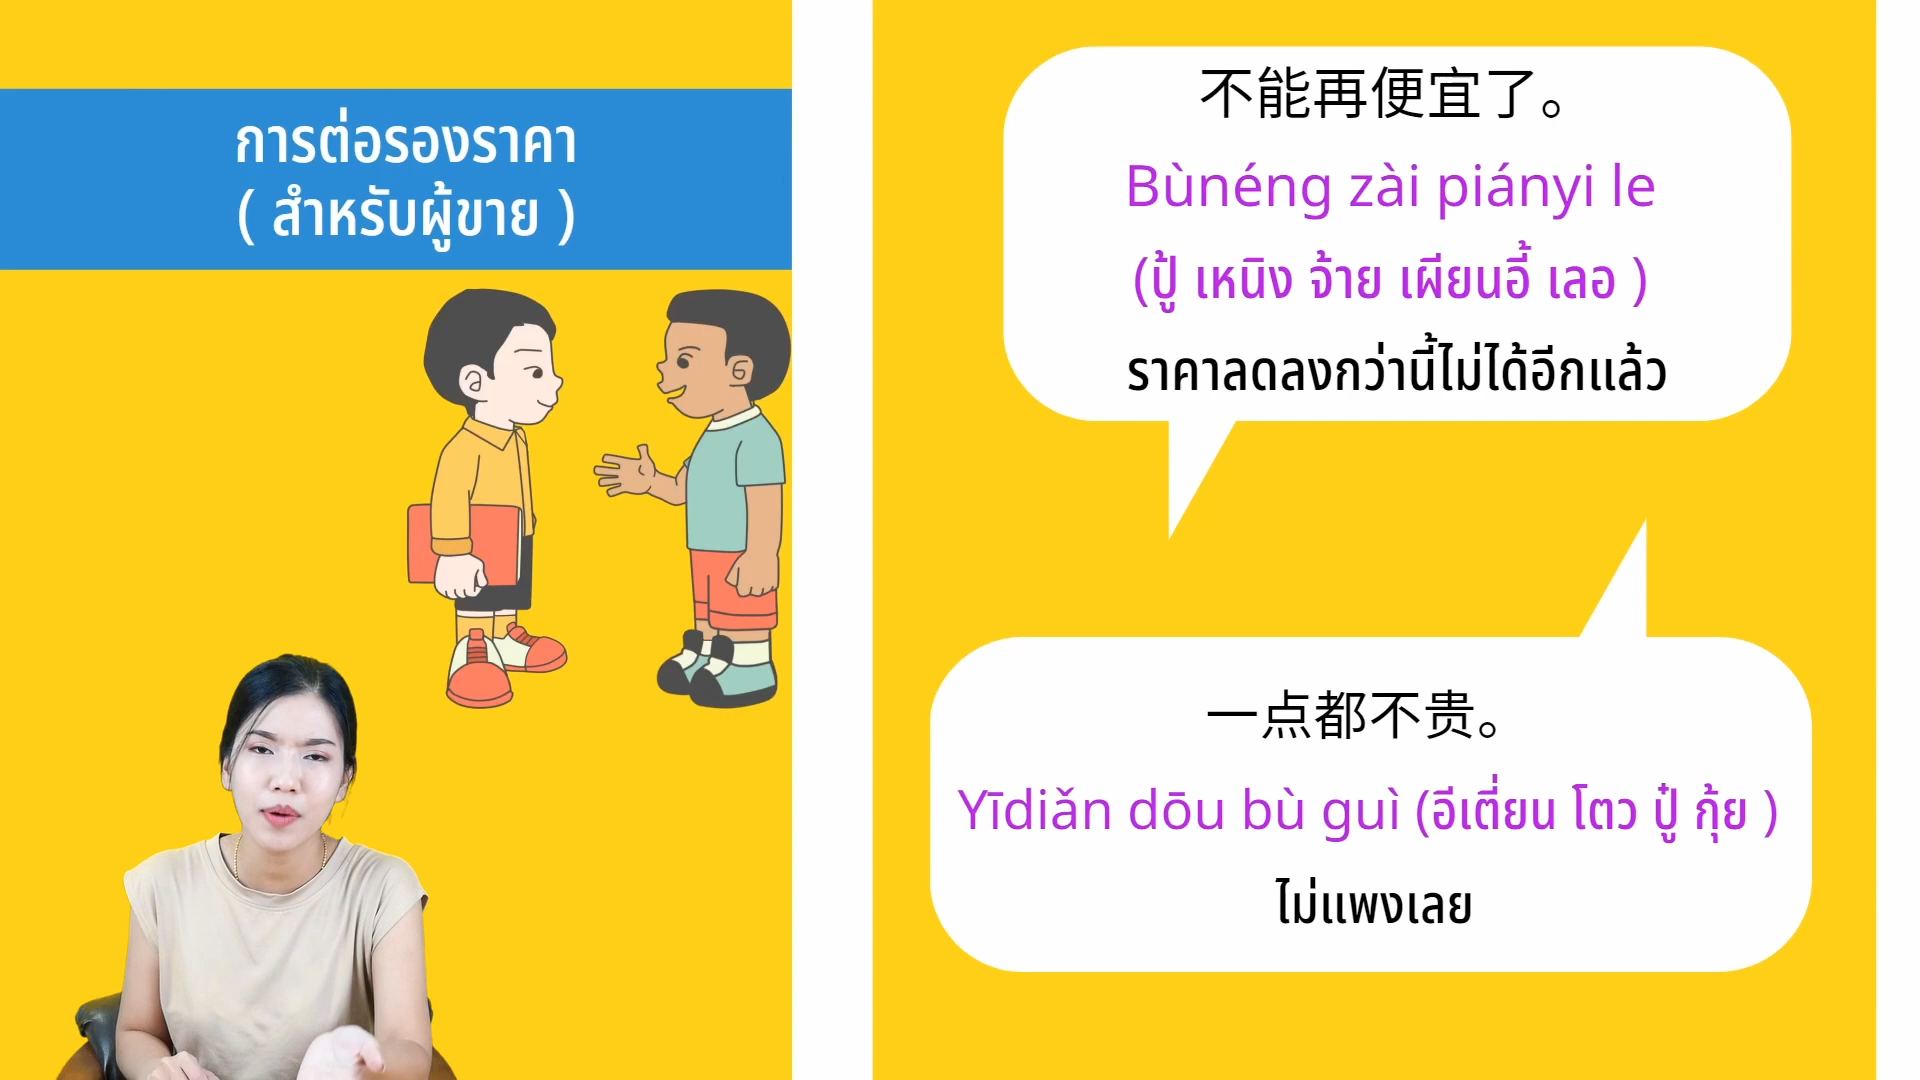 การต่อรองราคา
( สำหรับผู้ขาย )
不能再便宜了。
Bùnéng zài piányi le
(ปู้ เหนิง จ้าย เผียนอี้ เลอ )
ราคาลดลงกว่านี้ไม่ได้อีกแล้ว
一点都不贵。
Yīdiǎn dōu bù guì (อีเตี่ยน โตว ปู๋ กุ้ย )
ไม่แพงเลย